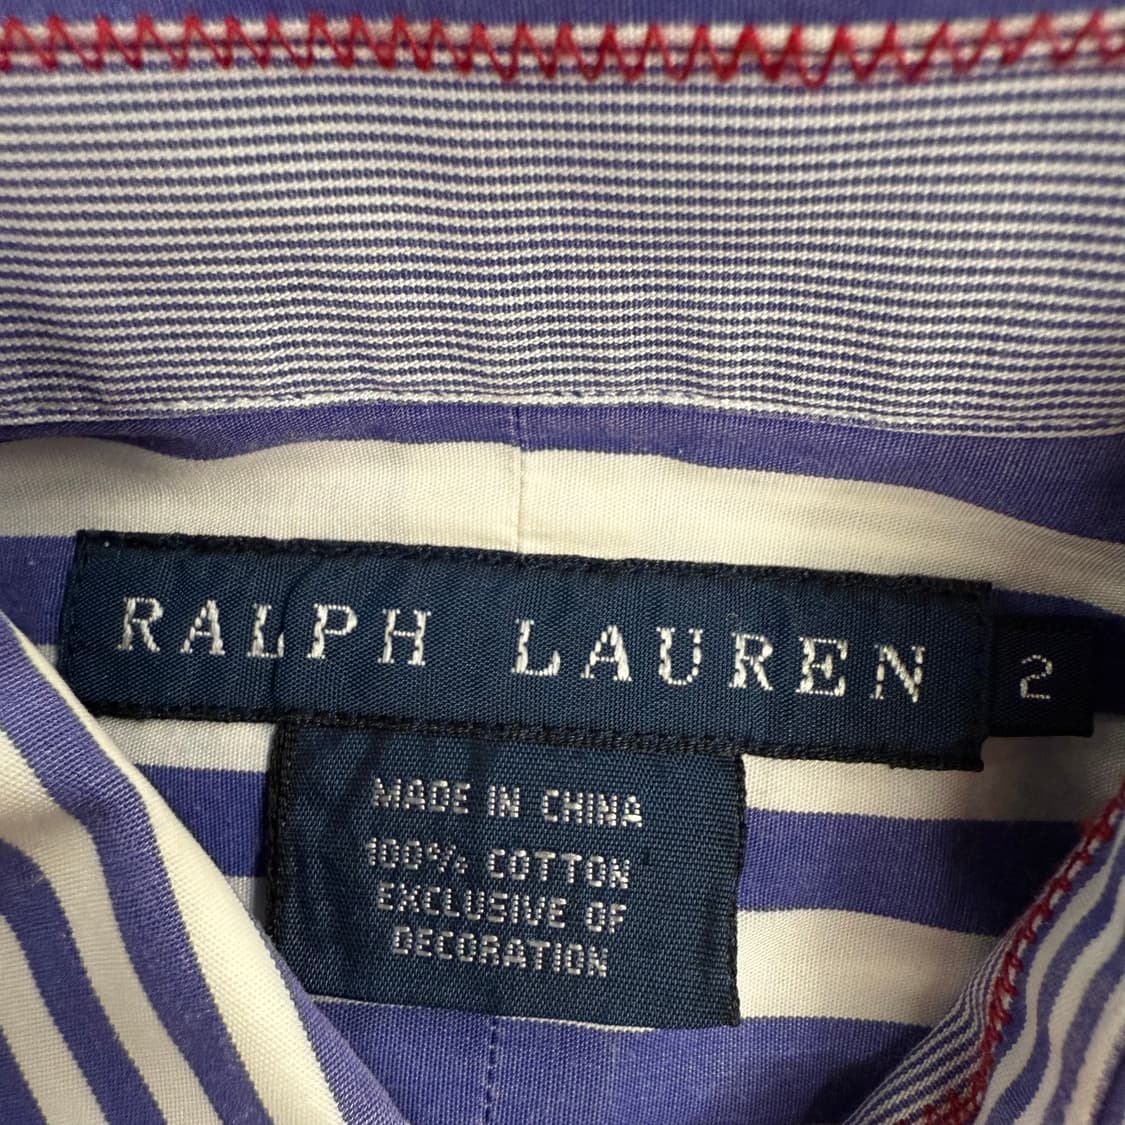 RALPH LAUREN 2
MADE IN CHINA
100% COTTON
EXCLUSIVE OF
DECORATION